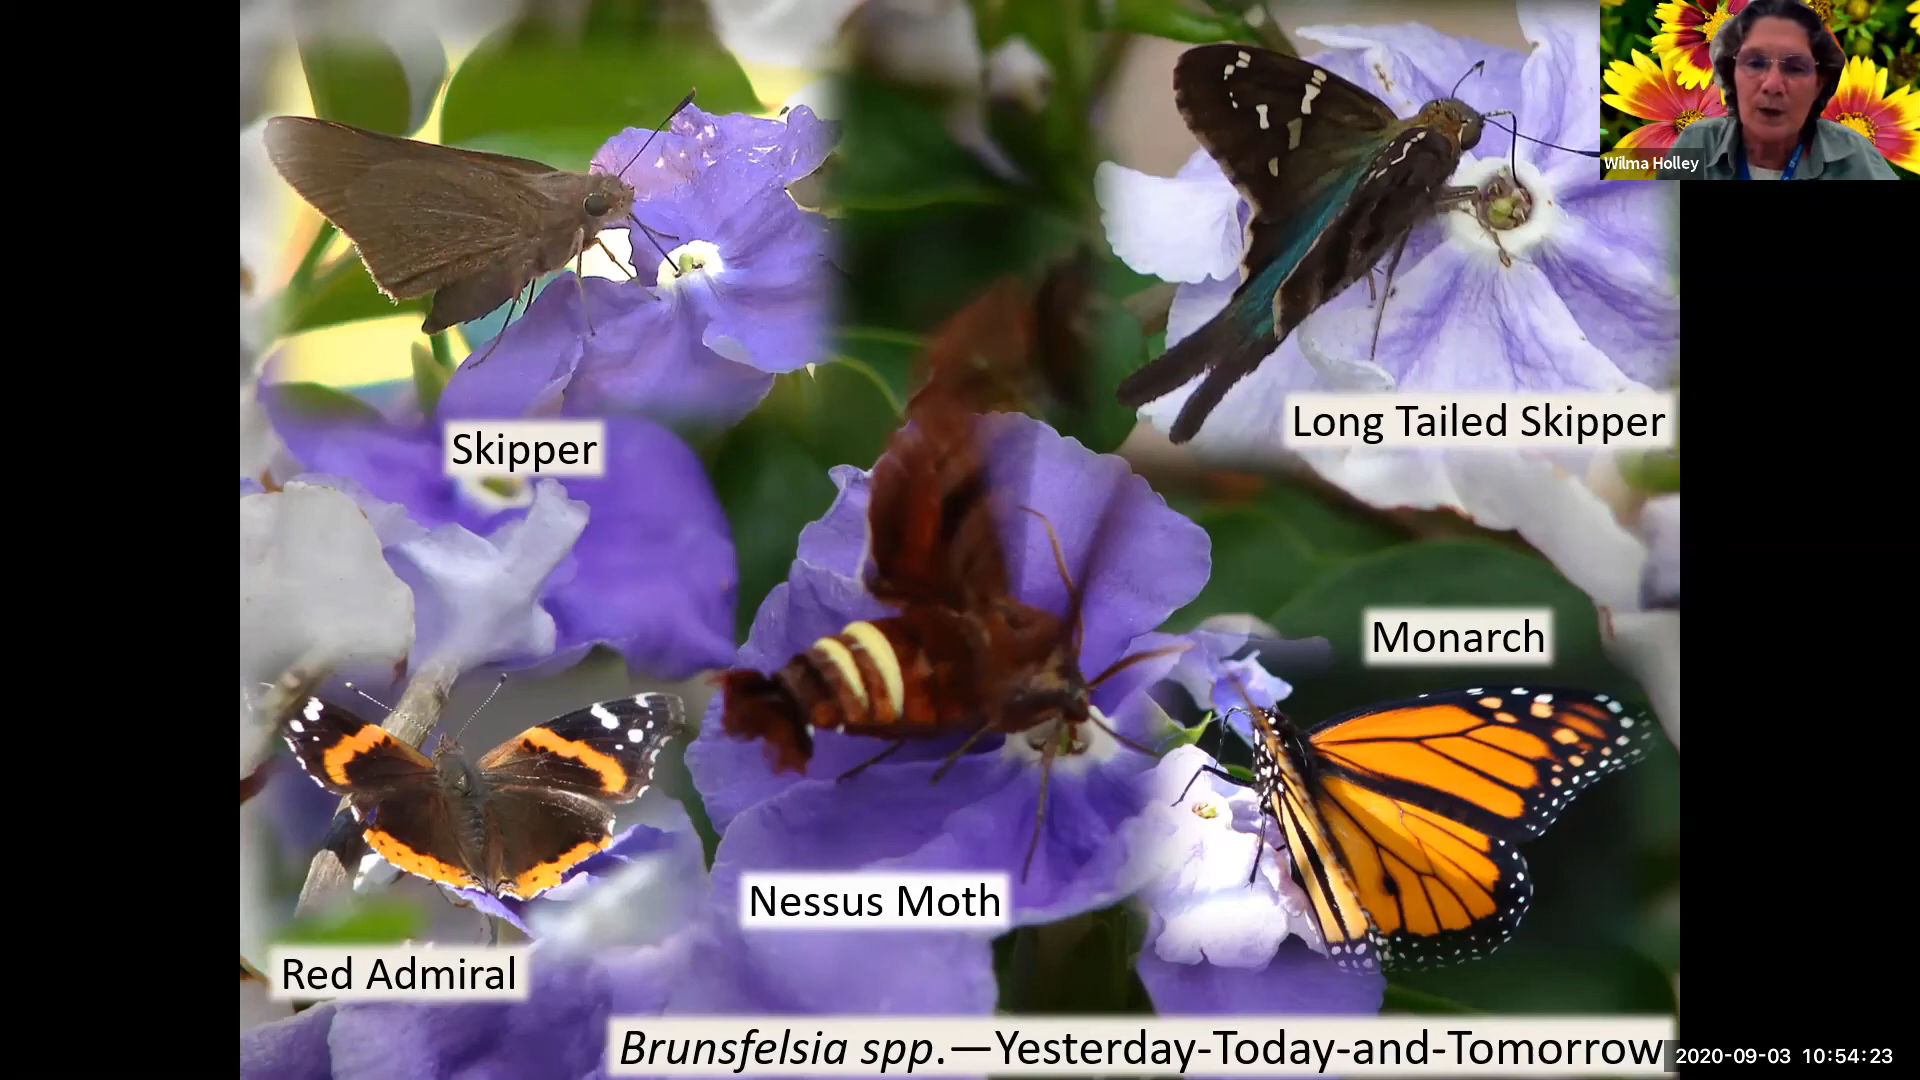 Wilma Holley
Long Tailed Skipper
Skipper
Monarch
Nessus Moth
Red Admiral
Brunsfelsia spp.—Yesterday-Today-and-Tomorrow
2020-09-03 10:54:23